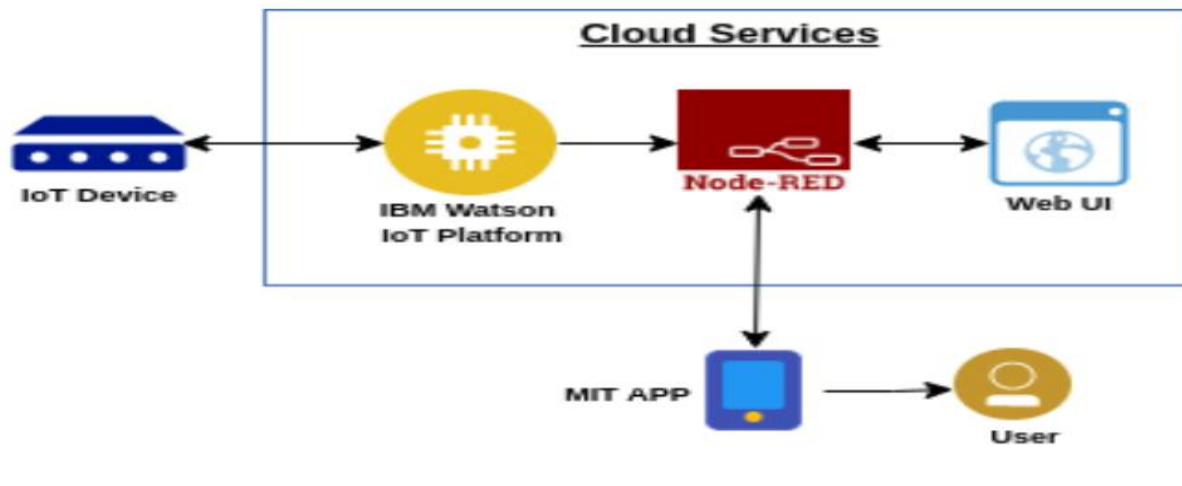 Cloud Services
IoT Device
IBM Watson
IoT Platform
Node-RED
Web UI
MIT APP
User